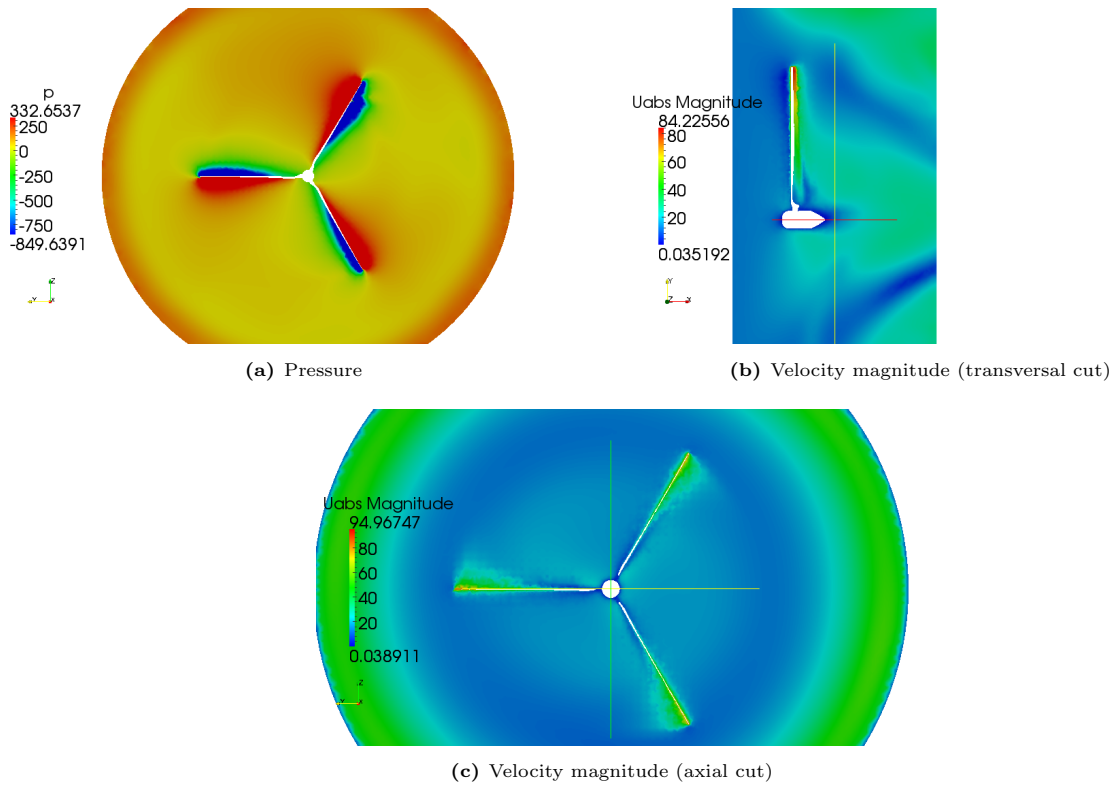 p
332.6537
250
0
-250
-500
-750
-849.6391
Z
Y X
(a) Pressure
Uabs Magnitude
84.22556
80
60
40
20
0.035192
Y
Z X
(b) Velocity magnitude (transversal cut)
Uabs Magnitude
94.96747
80
60
40
20
0.038911
Z
Y X
(c) Velocity magnitude (axial cut)